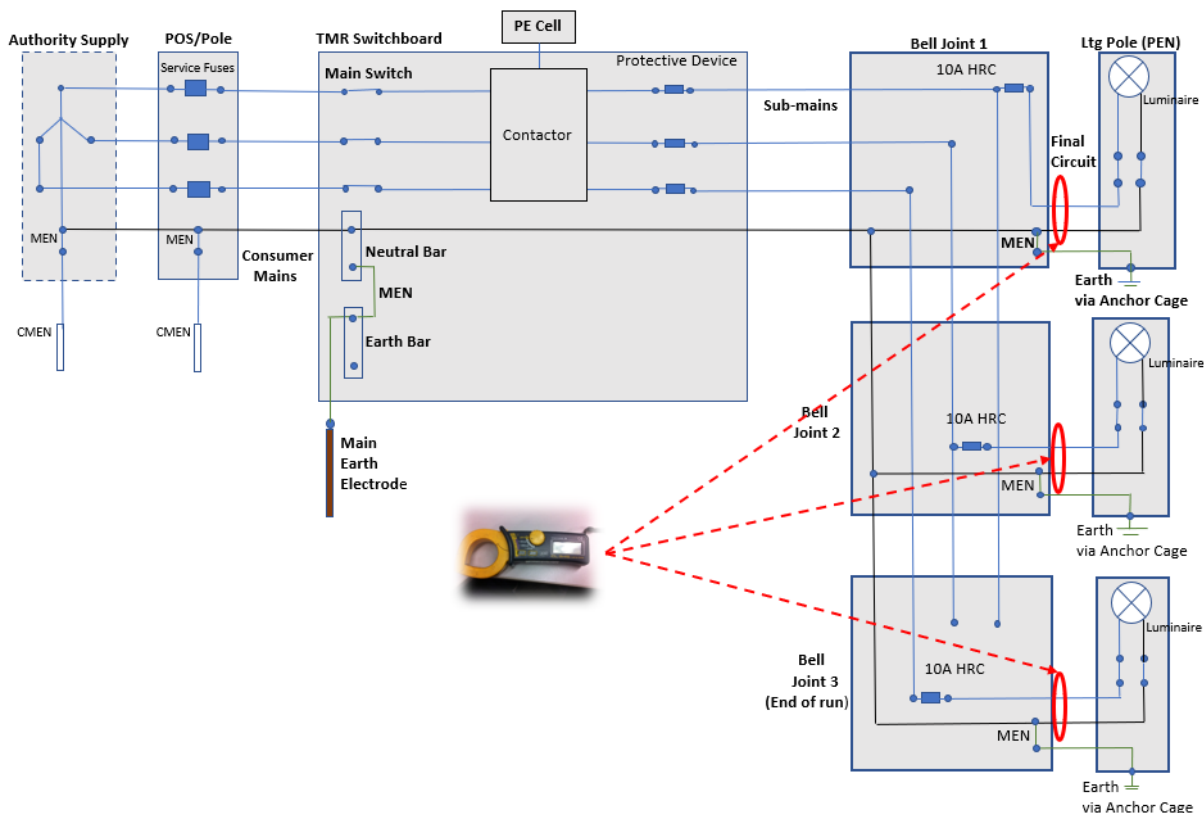 Authority Supply
POS/Pole
TMR Switchboard
PE Cell
Bell Joint 1
Ltg Pole (PEN)
Service Fuses
Main Switch
Protective Device
10A HRC
Luminaire
Contactor
Sub-mains
Final
Circuit
MEN
MEN
Consumer
Mains
Neutral Bar
MEN
MEN
Earth
via Anchor Cage
CMEN
CMEN
Earth Bar
Luminaire
Bell
Joint 2
10A HRC
Main
Earth
Electrode
MEN
Earth
via Anchor Cage
Luminaire
Bell
Joint 3
(End of run)
10A HRC
MEN
Earth
via Anchor Cage